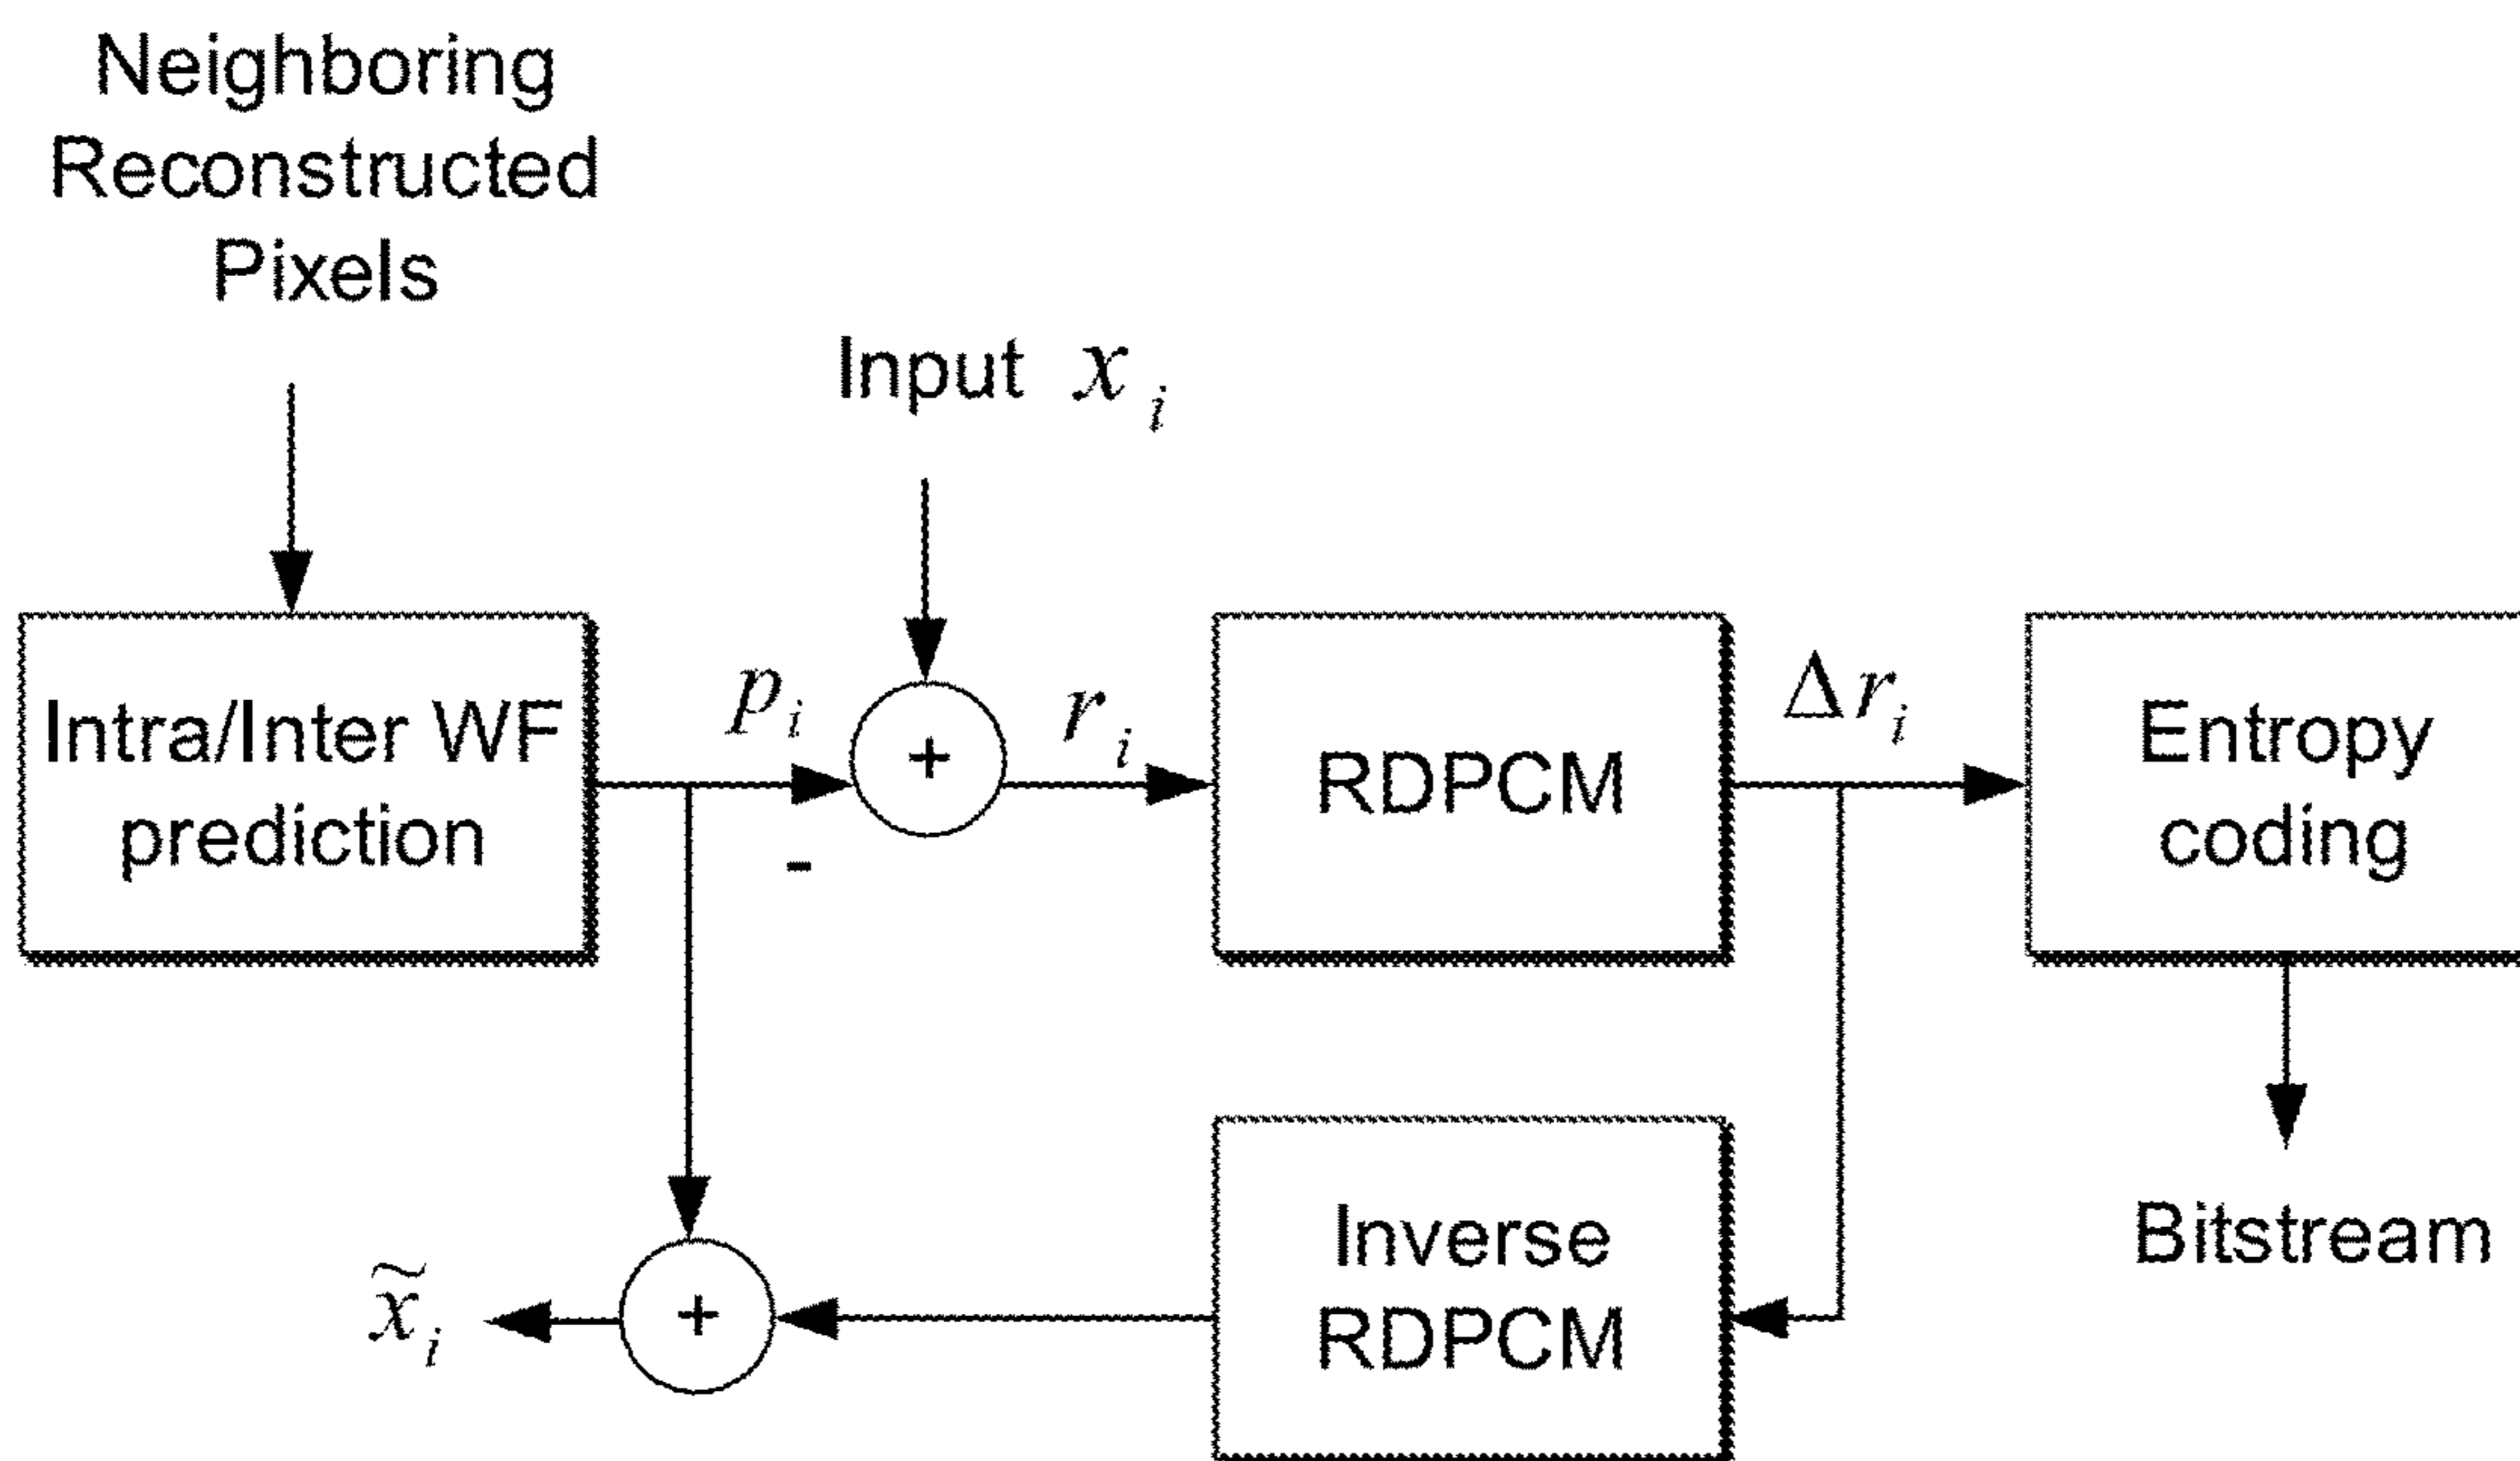 Neighboring
Reconstructed
Pixels
Input x_i
Intra/Inter WF
prediction
p_i
+
-
r_i
RDPCM
Δr_i
Entropy
coding
Bitstream
Inverse
RDPCM
+
x̃_i